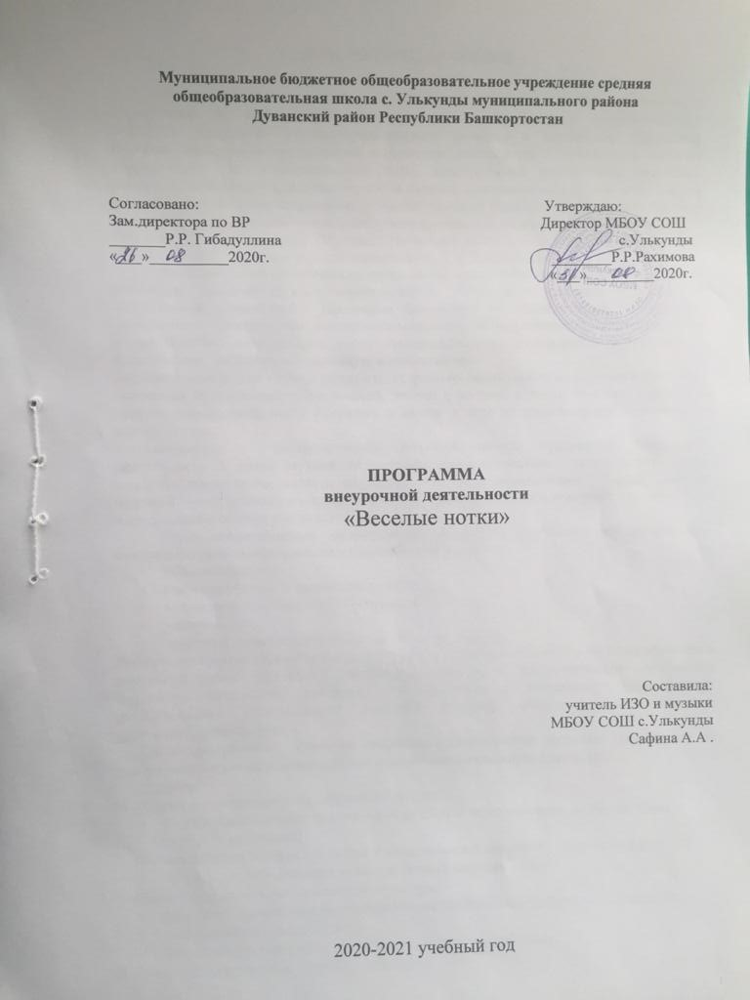 Муниципальное бюджетное общеобразовательное учреждение средняя
общеобразовательная школа с. Улькунды муниципального района
Дуванский район Республики Башкортостан
Согласовано:
Зам.директора по ВР
_______Р.Р. Гибадуллина
«26»__08______2020г.
Утверждаю:
Директор МБОУ СОШ
с.Улькунды
Р.Р.Рахимова
«31»___08___2020г.
ПРОГРАММА
внеурочной деятельности
«Веселые нотки»
Составила:
учитель ИЗО и музыки
МБОУ СОШ с.Улькунды
Сафина А.А .
2020-2021 учебный год